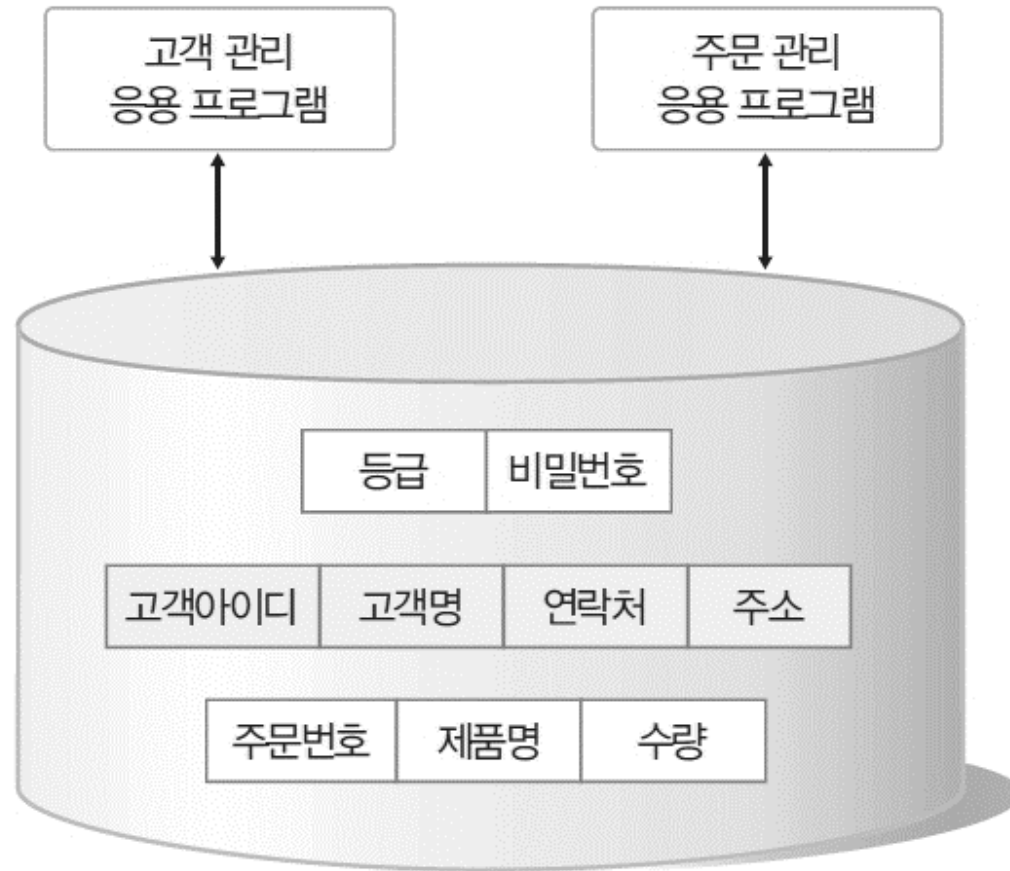 고객 관리
응용 프로그램
주문 관리
응용 프로그램
등급 비밀번호
고객아이디 고객명 연락처 주소
주문번호 제품명 수량